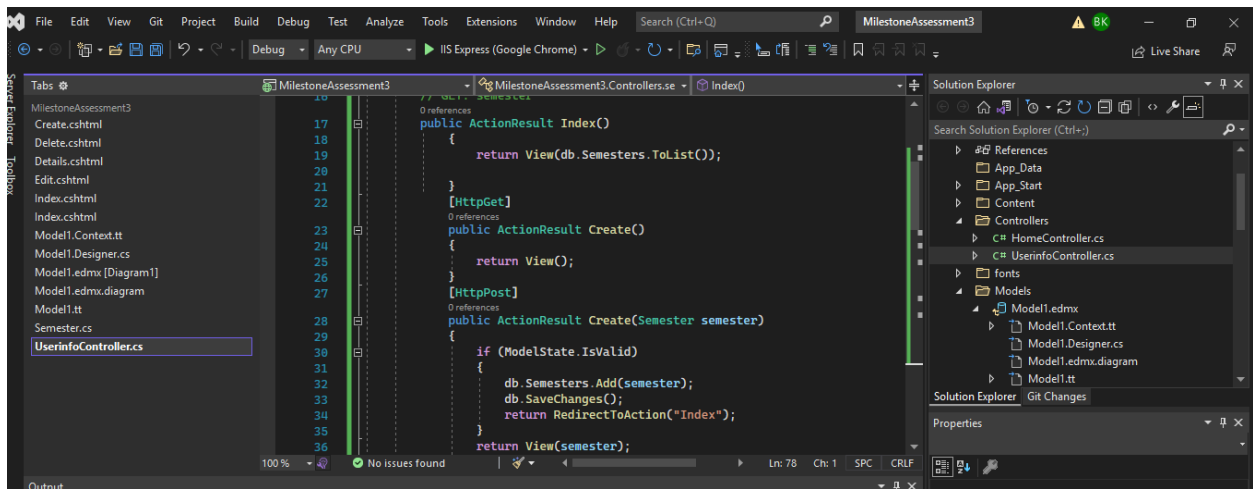 File Edit View Git Project Build Debug Test Analyze Tools Extensions Window Help Search (Ctrl+Q) MilestoneAssessment3 BK
Debug Any CPU IIS Express (Google Chrome) Live Share
Server Explorer
Toolbox
Tabs
MilestoneAssessment3
Create.cshtml
Delete.cshtml
Details.cshtml
Edit.cshtml
Index.cshtml
Index.cshtml
Model1.Context.tt
Model1.Designer.cs
Model1.edmx [Diagram1]
Model1.edmx.diagram
Model1.tt
Semester.cs
UserinfoController.cs
MilestoneAssessment3 MilestoneAssessment3.Controllers.se Index()
16 // GET: semester
0 references
17 public ActionResult Index()
18 {
19 return View(db.Semesters.ToList());
20
21 }
22 [HttpGet]
0 references
23 public ActionResult Create()
24 {
25 return View();
26 }
27 [HttpPost]
0 references
28 public ActionResult Create(Semester semester)
29 {
30 if (ModelState.IsValid)
31 {
32 db.Semesters.Add(semester);
33 db.SaveChanges();
34 return RedirectToAction("Index");
35 }
36 return View(semester);
100 % No issues found Ln: 78 Ch: 1 SPC CRLF
Output
Solution Explorer
Search Solution Explorer (Ctrl+;)
References
App_Data
App_Start
Content
Controllers
C# HomeController.cs
C# UserinfoController.cs
fonts
Models
Model1.edmx
Model1.Context.tt
Model1.Designer.cs
Model1.edmx.diagram
Model1.tt
Solution Explorer Git Changes
Properties